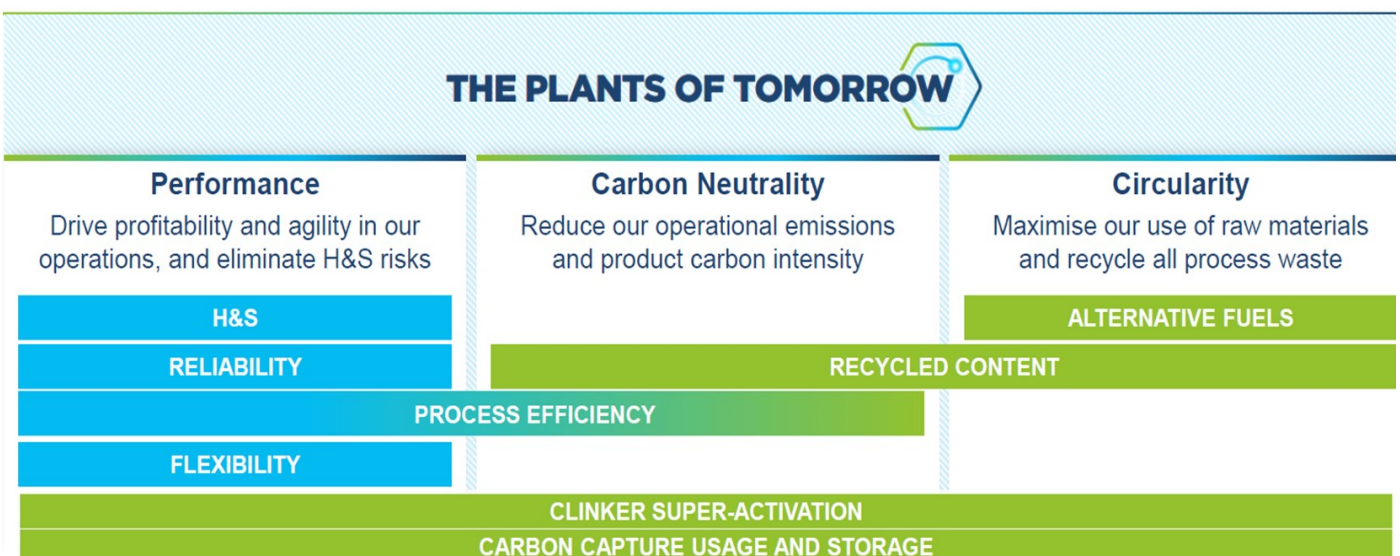 THE PLANTS OF TOMORROW
Performance
Drive profitability and agility in our
operations, and eliminate H&S risks
Carbon Neutrality
Reduce our operational emissions
and product carbon intensity
Circularity
Maximise our use of raw materials
and recycle all process waste
H&S
ALTERNATIVE FUELS
RELIABILITY
RECYCLED CONTENT
PROCESS EFFICIENCY
FLEXIBILITY
CLINKER SUPER-ACTIVATION
CARBON CAPTURE USAGE AND STORAGE